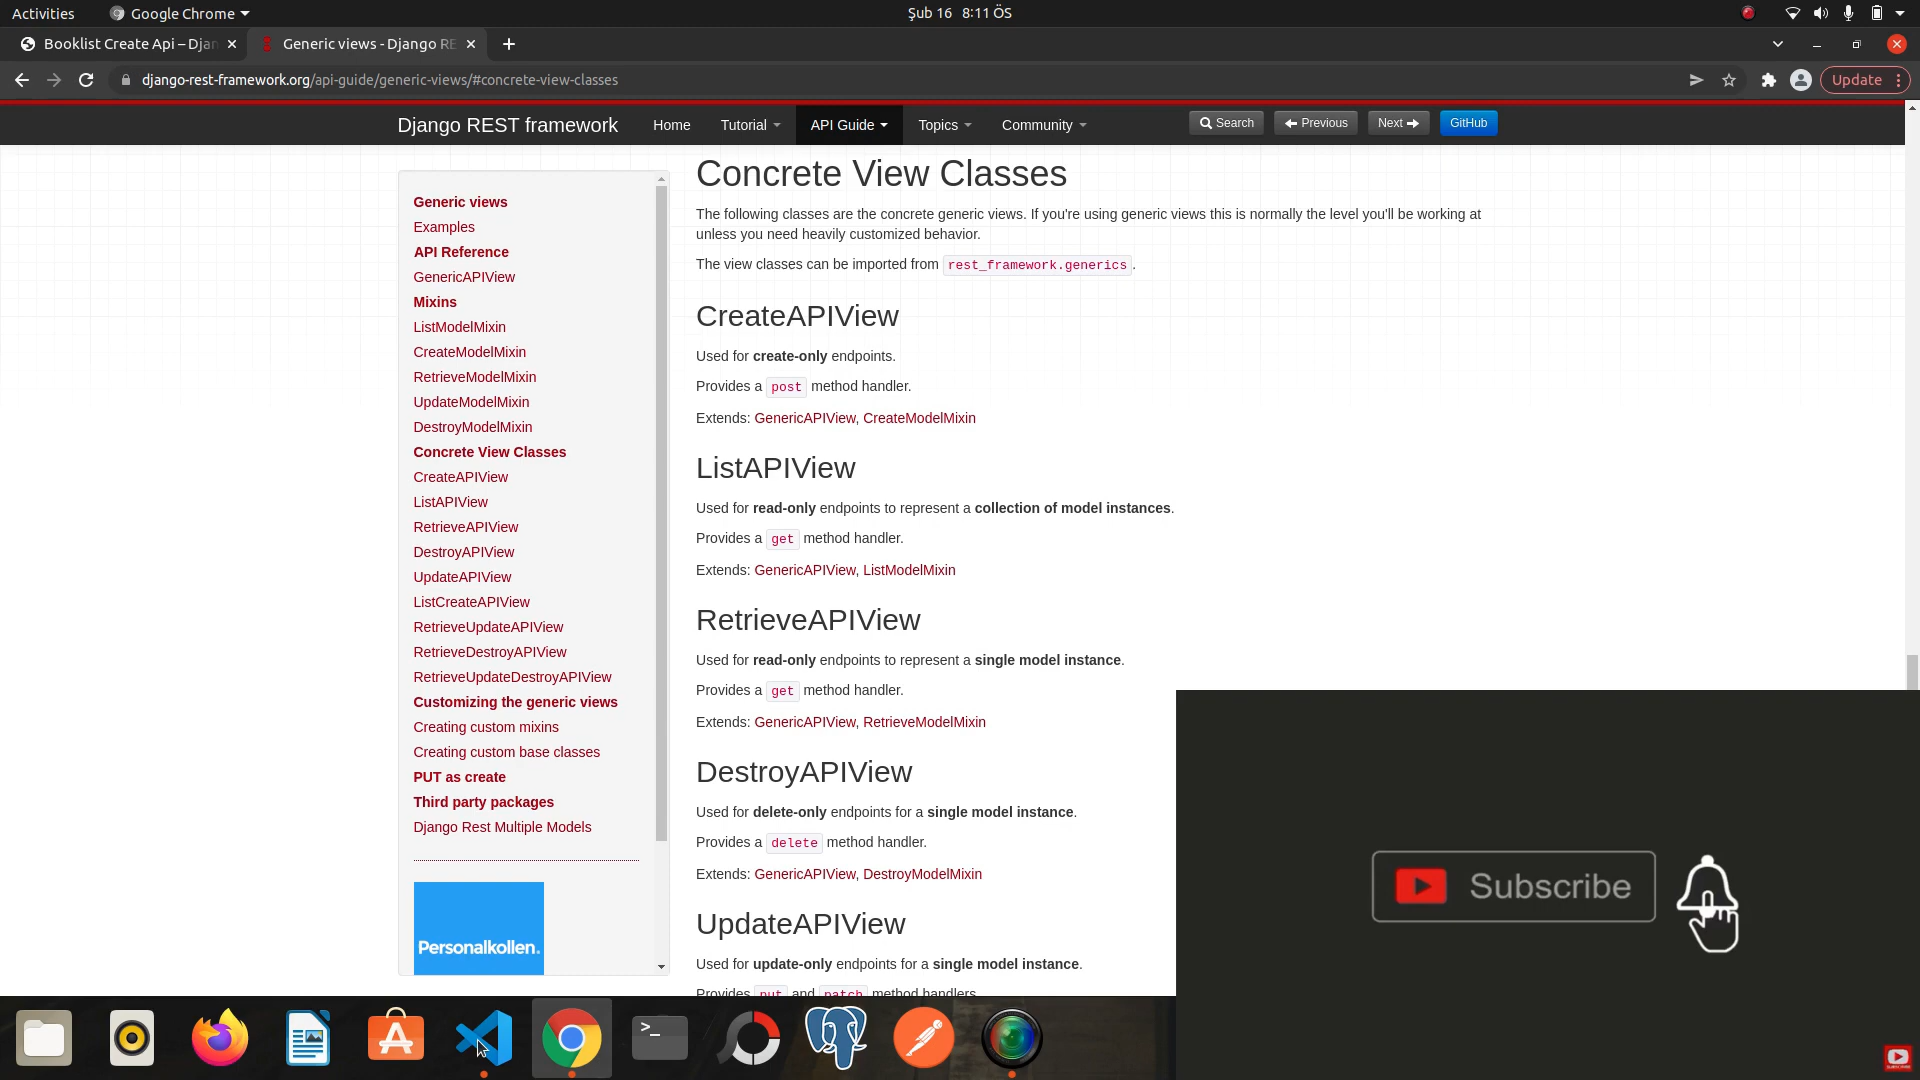 Activities
Google Chrome
Şub 16 8:11 ÖS
Booklist Create Api – Djan
Generic views - Django RE
django-rest-framework.org/api-guide/generic-views/#concrete-view-classes
Update
Django REST framework
Home
Tutorial
API Guide
Topics
Community
Search
Previous
Next
GitHub
Generic views
Examples
API Reference
GenericAPIView
Mixins
ListModelMixin
CreateModelMixin
RetrieveModelMixin
UpdateModelMixin
DestroyModelMixin
Concrete View Classes
CreateAPIView
ListAPIView
RetrieveAPIView
DestroyAPIView
UpdateAPIView
ListCreateAPIView
RetrieveUpdateAPIView
RetrieveDestroyAPIView
RetrieveUpdateDestroyAPIView
Customizing the generic views
Creating custom mixins
Creating custom base classes
PUT as create
Third party packages
Django Rest Multiple Models
Personalkollen.
Concrete View Classes
The following classes are the concrete generic views. If you're using generic views this is normally the level you'll be working at
unless you need heavily customized behavior.
The view classes can be imported from rest_framework.generics.
CreateAPIView
Used for create-only endpoints.
Provides a post method handler.
Extends: GenericAPIView, CreateModelMixin
ListAPIView
Used for read-only endpoints to represent a collection of model instances.
Provides a get method handler.
Extends: GenericAPIView, ListModelMixin
RetrieveAPIView
Used for read-only endpoints to represent a single model instance.
Provides a get method handler.
Extends: GenericAPIView, RetrieveModelMixin
DestroyAPIView
Used for delete-only endpoints for a single model instance.
Provides a delete method handler.
Extends: GenericAPIView, DestroyModelMixin
UpdateAPIView
Used for update-only endpoints for a single model instance.
Provides put and patch method handlers
Subscribe